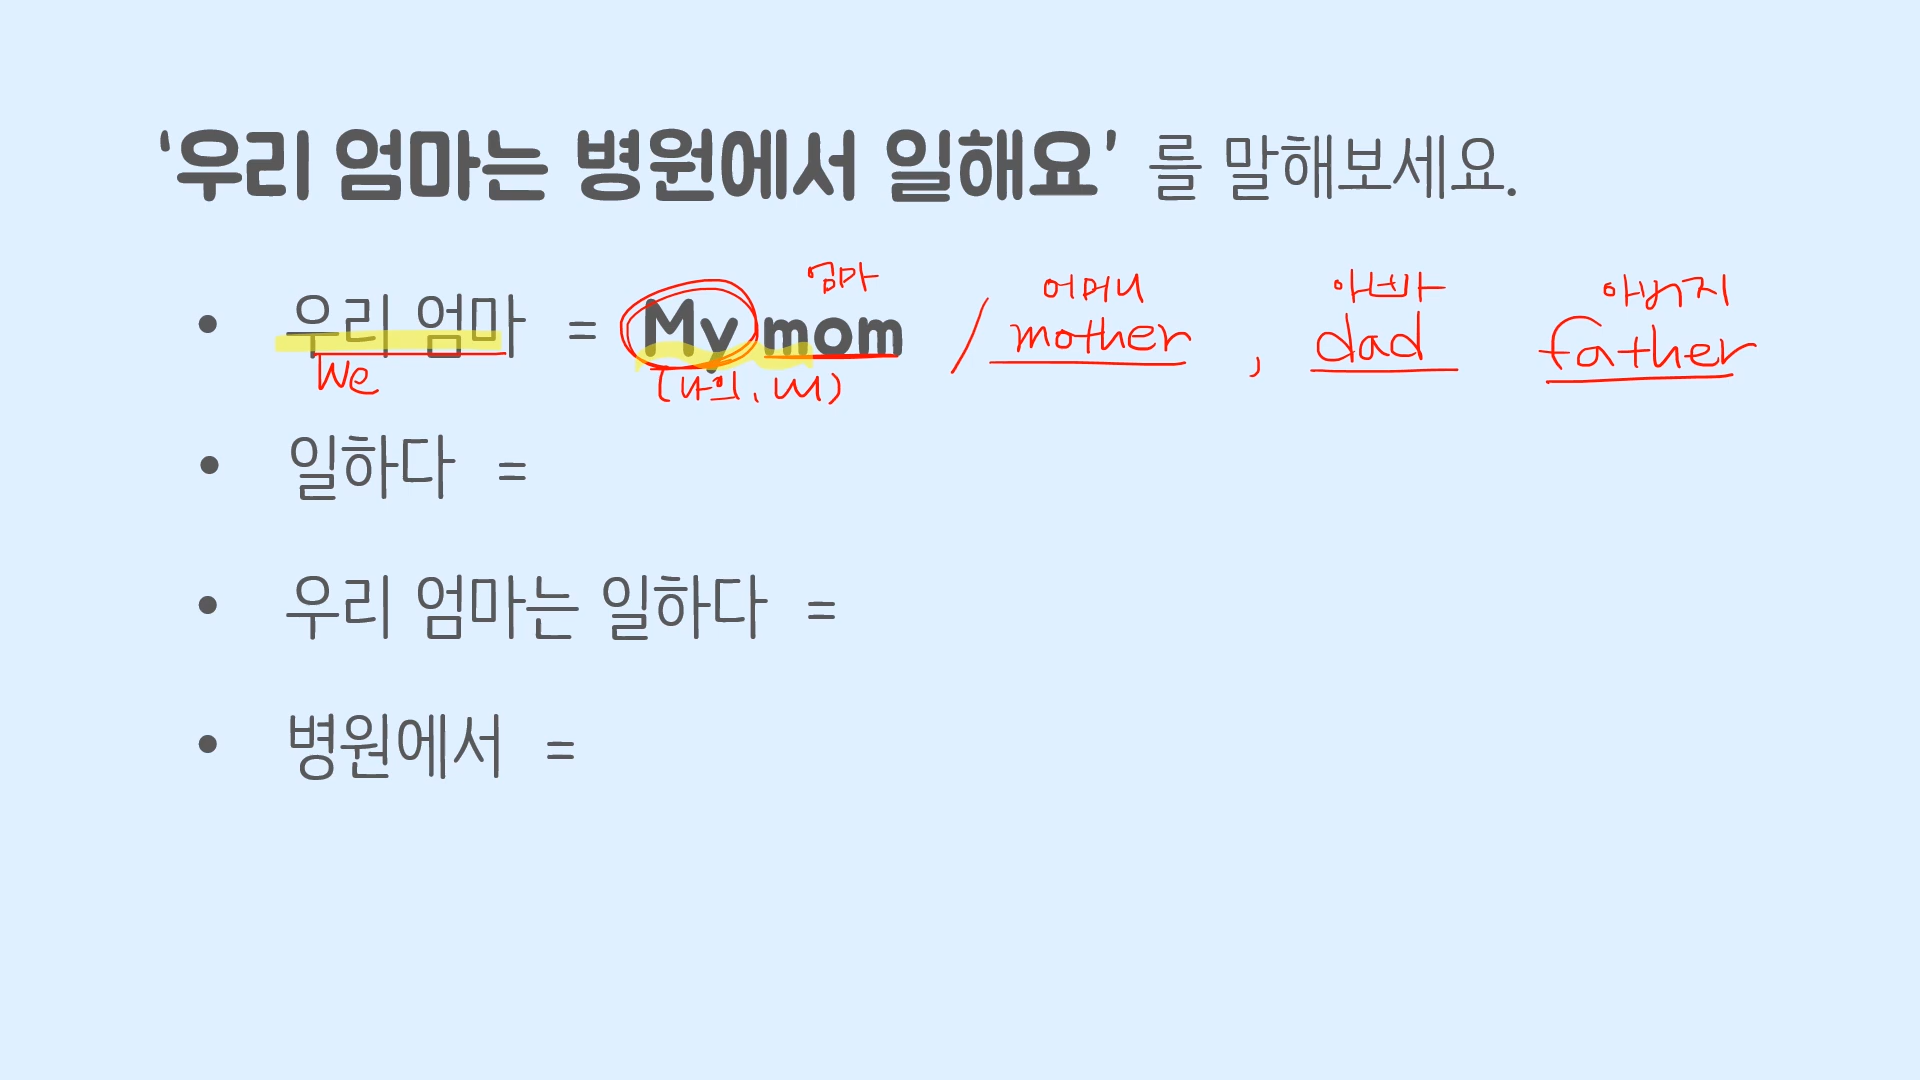 ‘우리 엄마는 병원에서 일해요’ 를 말해보세요.
엄마 어머니 아빠 아버지
• 우리 엄마 = My mom / mother , dad father
We (나의, 내)
• 일하다 =
• 우리 엄마는 일하다 =
• 병원에서 =